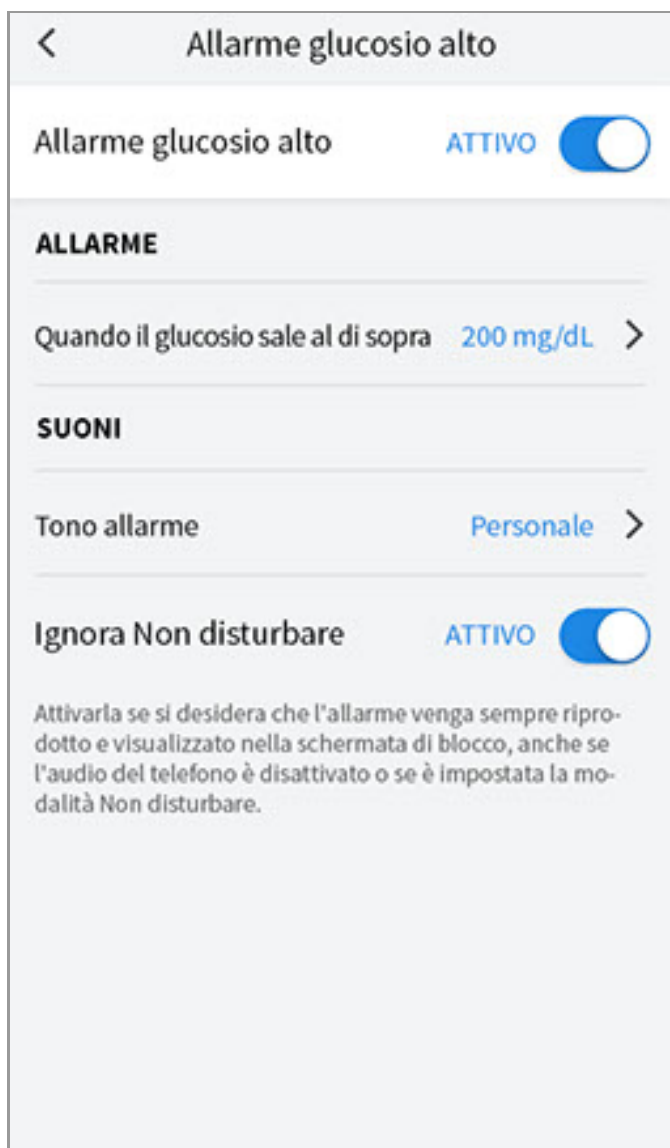 Allarme glucosio alto
Allarme glucosio alto ATTIVO
ALLARME
Quando il glucosio sale al di sopra 200 mg/dL
SUONI
Tono allarme Personale
Ignora Non disturbare ATTIVO
Attivarla se si desidera che l'allarme venga sempre ripro-
dotto e visualizzato nella schermata di blocco, anche se
l'audio del telefono è disattivato o se è impostata la mo-
dalità Non disturbare.